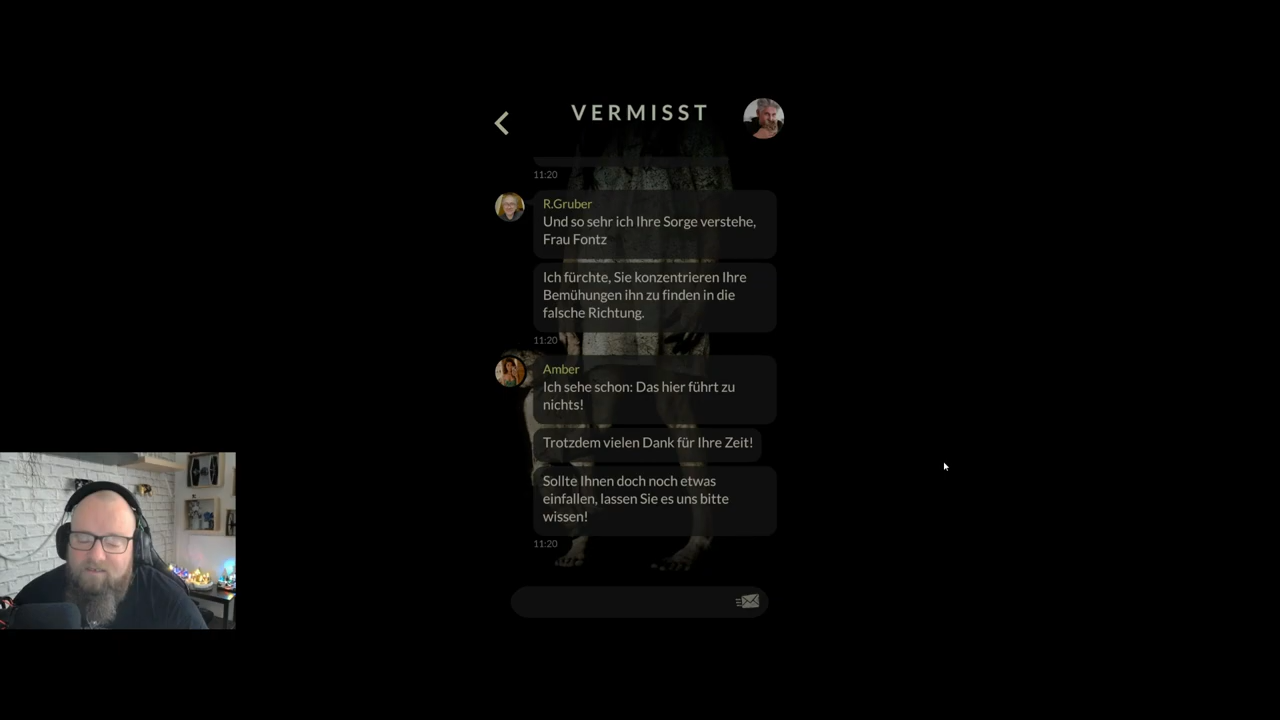 VERMISST
11:20
R.Gruber
Und so sehr ich Ihre Sorge verstehe,
Frau Fontz
Ich fürchte, Sie konzentrieren Ihre
Bemühungen ihn zu finden in die
falsche Richtung.
11:20
Amber
Ich sehe schon: Das hier führt zu
nichts!
Trotzdem vielen Dank für Ihre Zeit!
Sollte Ihnen doch noch etwas
einfallen, lassen Sie es uns bitte
wissen!
11:20